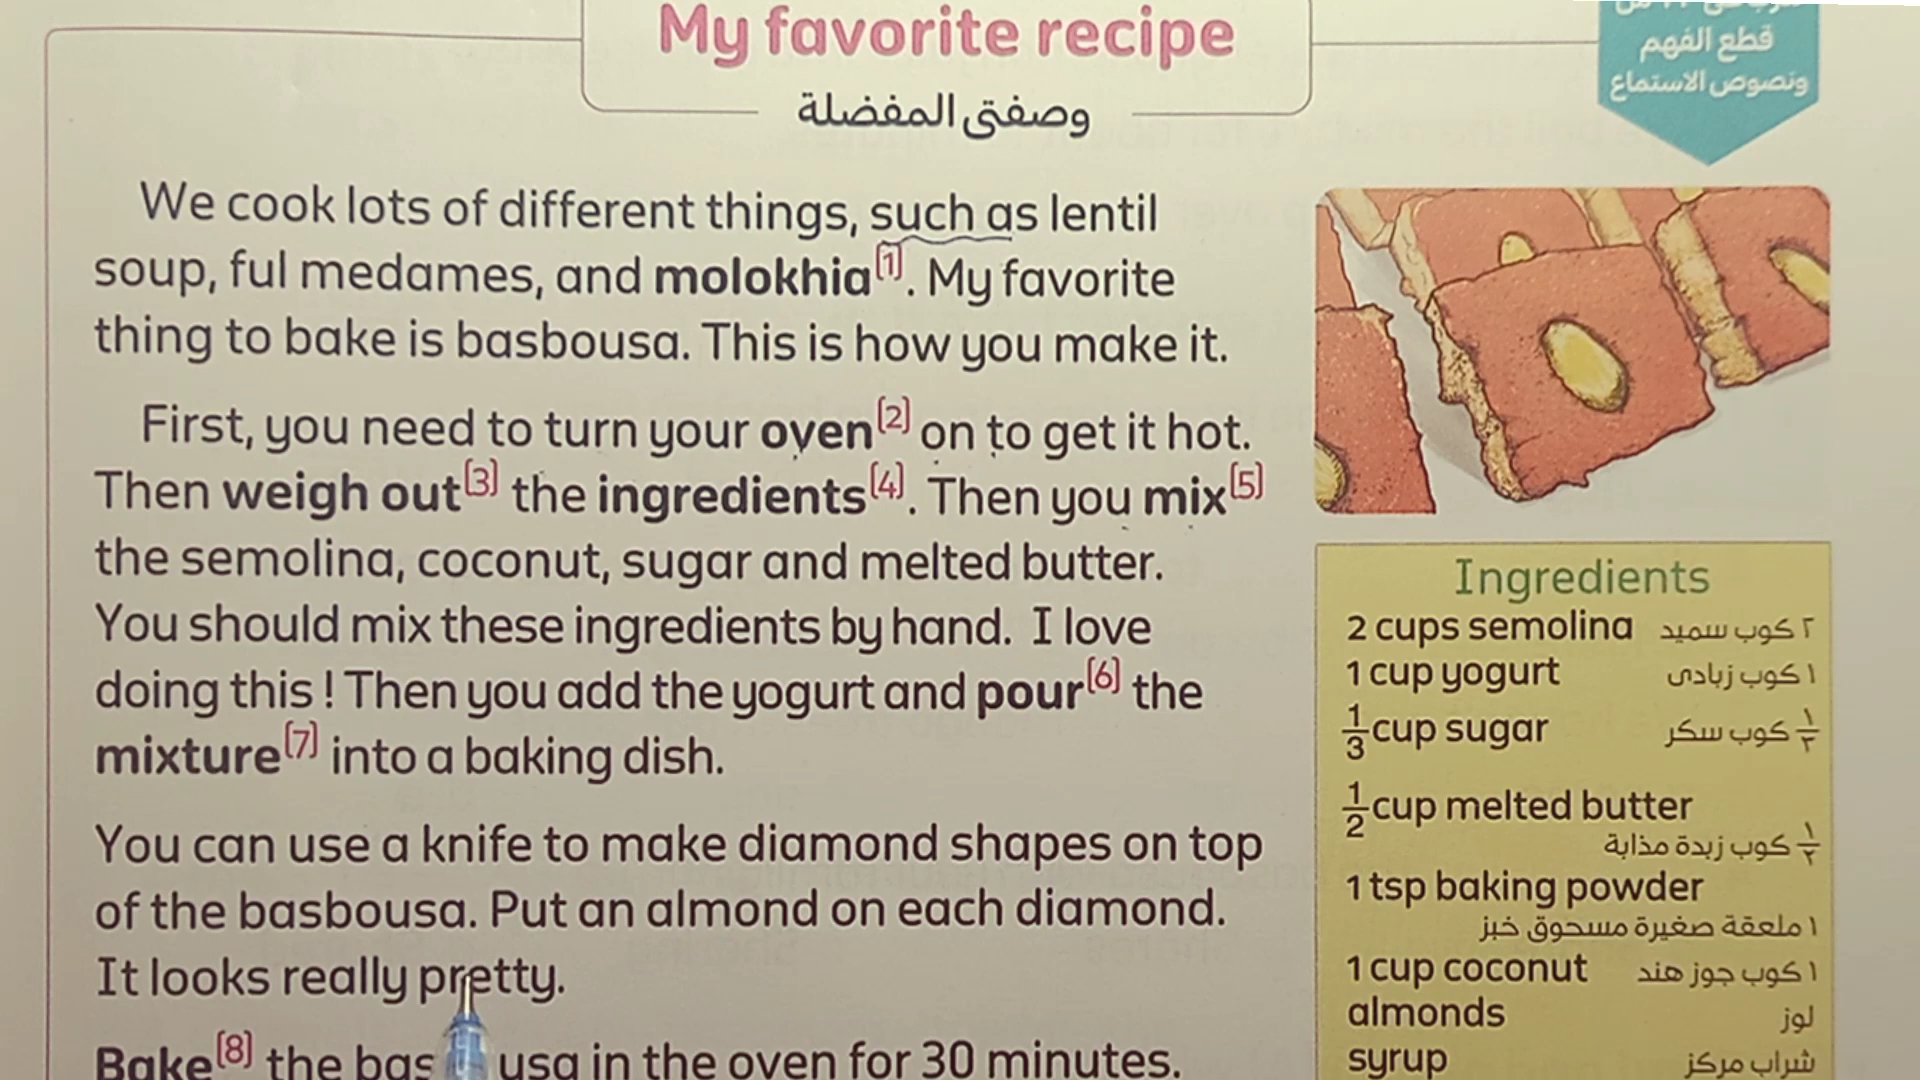 My favorite recipe
وصفتى المفضلة
قطع الفهم
ونصوص الاستماع
We cook lots of different things, such as lentil
soup, ful medames, and molokhia[1]. My favorite
thing to bake is basbousa. This is how you make it.
First, you need to turn your oven[2] on to get it hot.
Then weigh out[3] the ingredients[4]. Then you mix[5]
the semolina, coconut, sugar and melted butter.
You should mix these ingredients by hand. I love
doing this! Then you add the yogurt and pour[6] the
mixture[7] into a baking dish.
You can use a knife to make diamond shapes on top
of the basbousa. Put an almond on each diamond.
It looks really pretty.
Bake[8] the bas usa in the oven for 30 minutes.
Ingredients
2 cups semolina ٢ كوب سميد
1 cup yogurt ١ كوب زبادى
1/3 cup sugar ١/٣ كوب سكر
1/2 cup melted butter
١/٢ كوب زبدة مذابة
1 tsp baking powder
١ ملعقة صغيرة مسحوق خبز
1 cup coconut ١ كوب جوز هند
almonds لوز
syrup شراب مركز